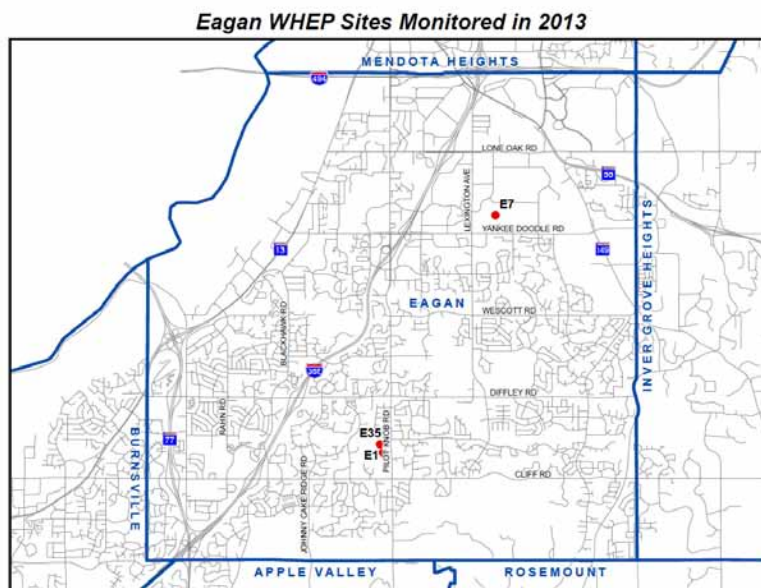 Eagan WHEP Sites Monitored in 2013
MENDOTA HEIGHTS
494
LONE OAK RD
55
LEXINGTON AVE
E7
YANKEE DOODLE RD
13
149
INVER GROVE HEIGHTS
EAGAN
WESCOTT RD
BLACKHAWK RD
35E
DIFFLEY RD
RAHN RD
PILOT KNOB RD
E35
77
E1
BURNSVILLE
JOHNNY CAKE RIDGE RD
CLIFF RD
APPLE VALLEY
ROSEMOUNT